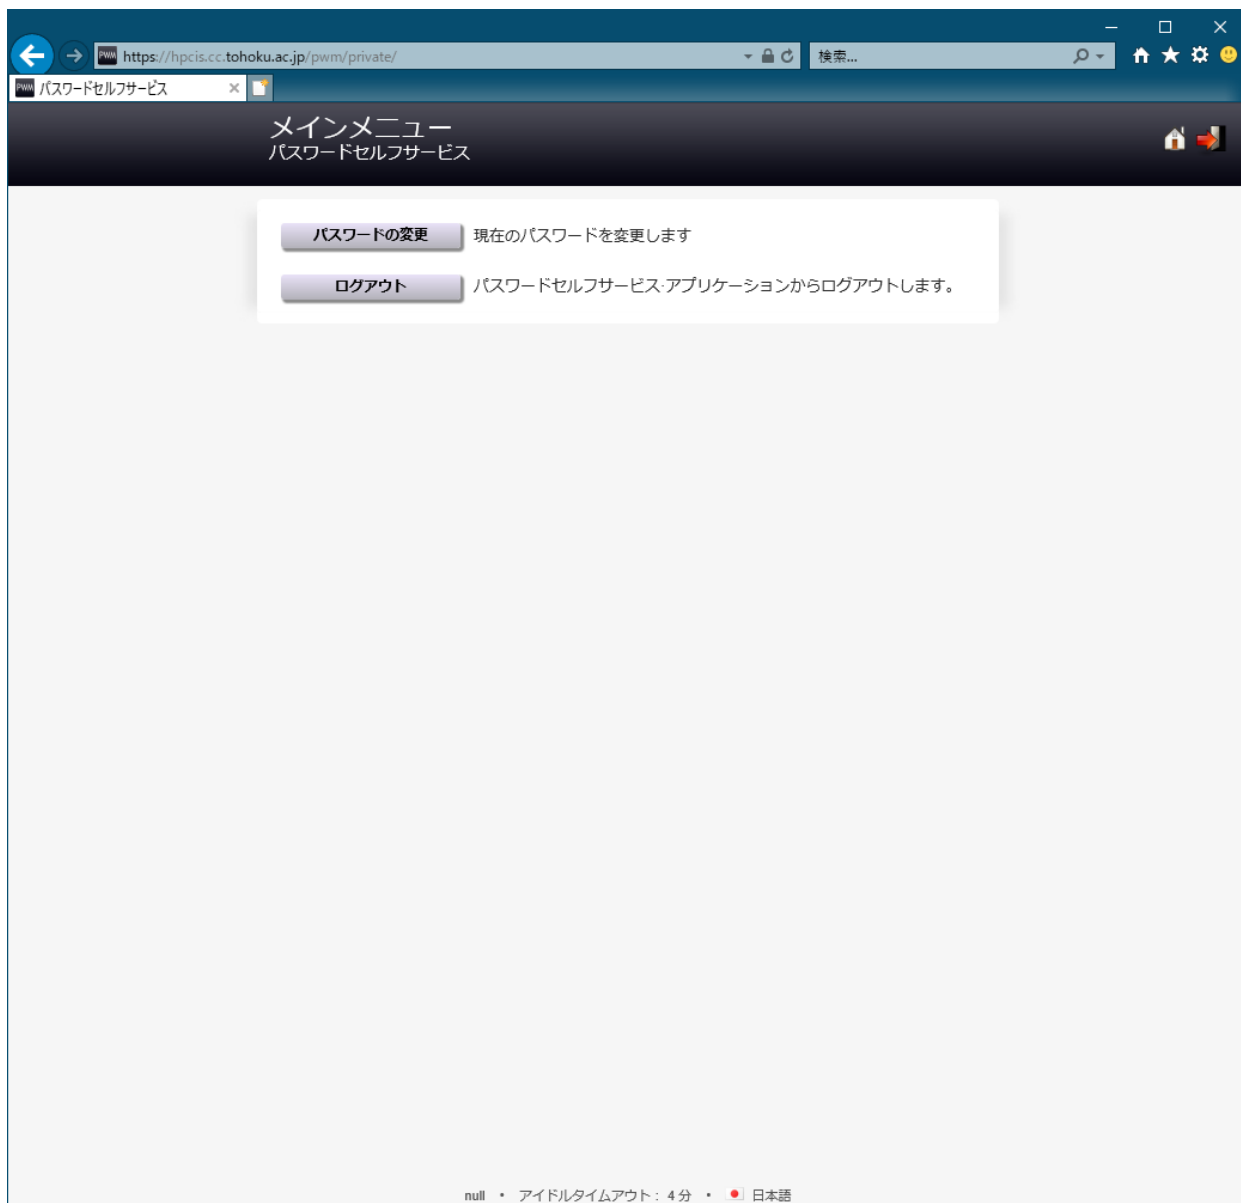 https://hpcis.cc.tohoku.ac.jp/pwm/private/
検索...
PWM パスワードセルフサービス
メインメニュー
パスワードセルフサービス
パスワードの変更 現在のパスワードを変更します
ログアウト パスワードセルフサービス·アプリケーションからログアウトします。
null • アイドルタイムアウト: 4分 • 日本語